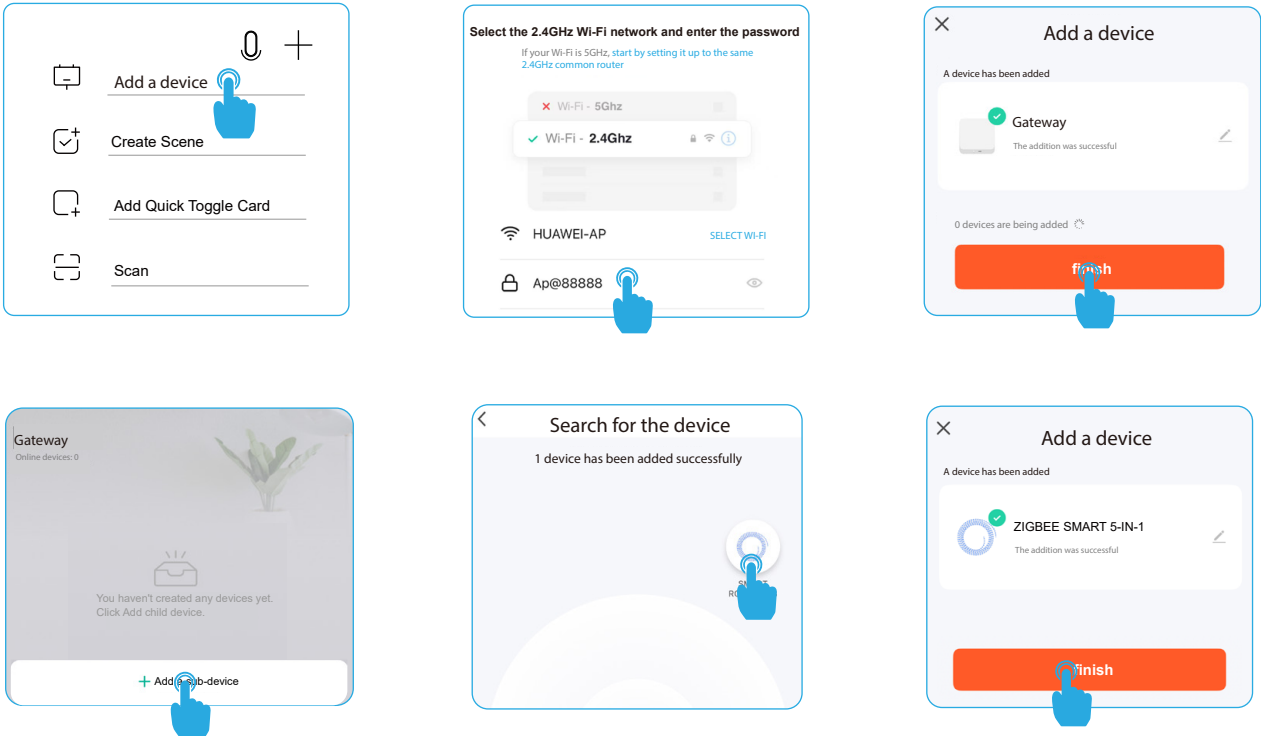 Add a device
Create Scene
Add Quick Toggle Card
Scan
Select the 2.4GHz Wi-Fi network and enter the password
If your Wi-Fi is 5GHz, start by setting it up to the same
2.4GHz common router
Wi-Fi - 5Ghz
Wi-Fi - 2.4Ghz
HUAWEI-AP SELECT WI-FI
Ap@88888
Add a device
A device has been added
Gateway
The addition was successful
0 devices are being added
finish
Gateway
Online devices: 0
You haven't created any devices yet.
Click Add child device.
Add a sub-device
Search for the device
1 device has been added successfully
Add a device
A device has been added
ZIGBEE SMART 5-IN-1
The addition was successful
finish